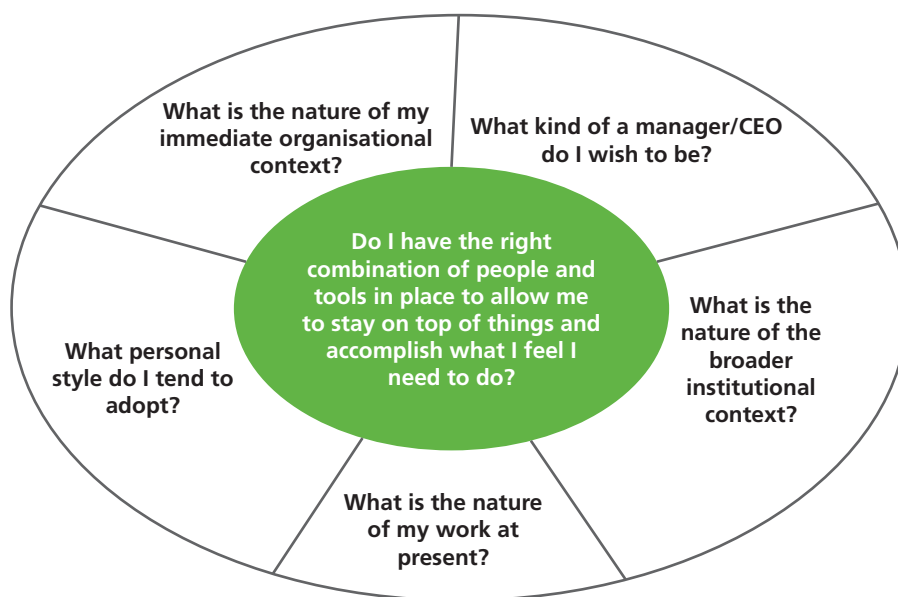 What is the nature of my
immediate organisational
context?
What kind of a manager/CEO
do I wish to be?
Do I have the right
combination of people and
tools in place to allow me
to stay on top of things and
accomplish what I feel I
need to do?
What is the
nature of the
broader
institutional
context?
What personal
style do I tend to
adopt?
What is the nature
of my work at
present?